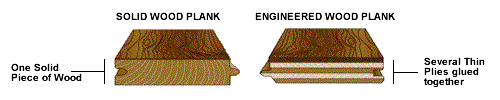 SOLID WOOD PLANK
ENGINEERED WOOD PLANK
One Solid
Piece of Wood
Several Thin
Plies glued
together